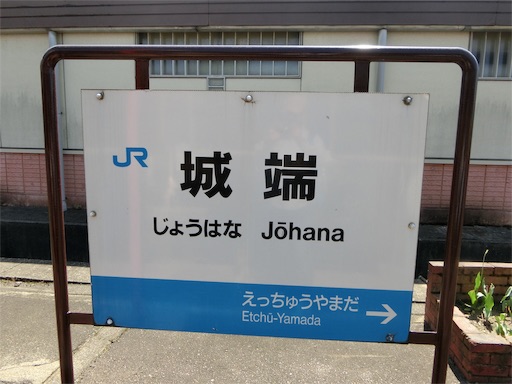 JR
城端
じょうはな Jōhana
えっちゅうやまだ
Etchū-Yamada →